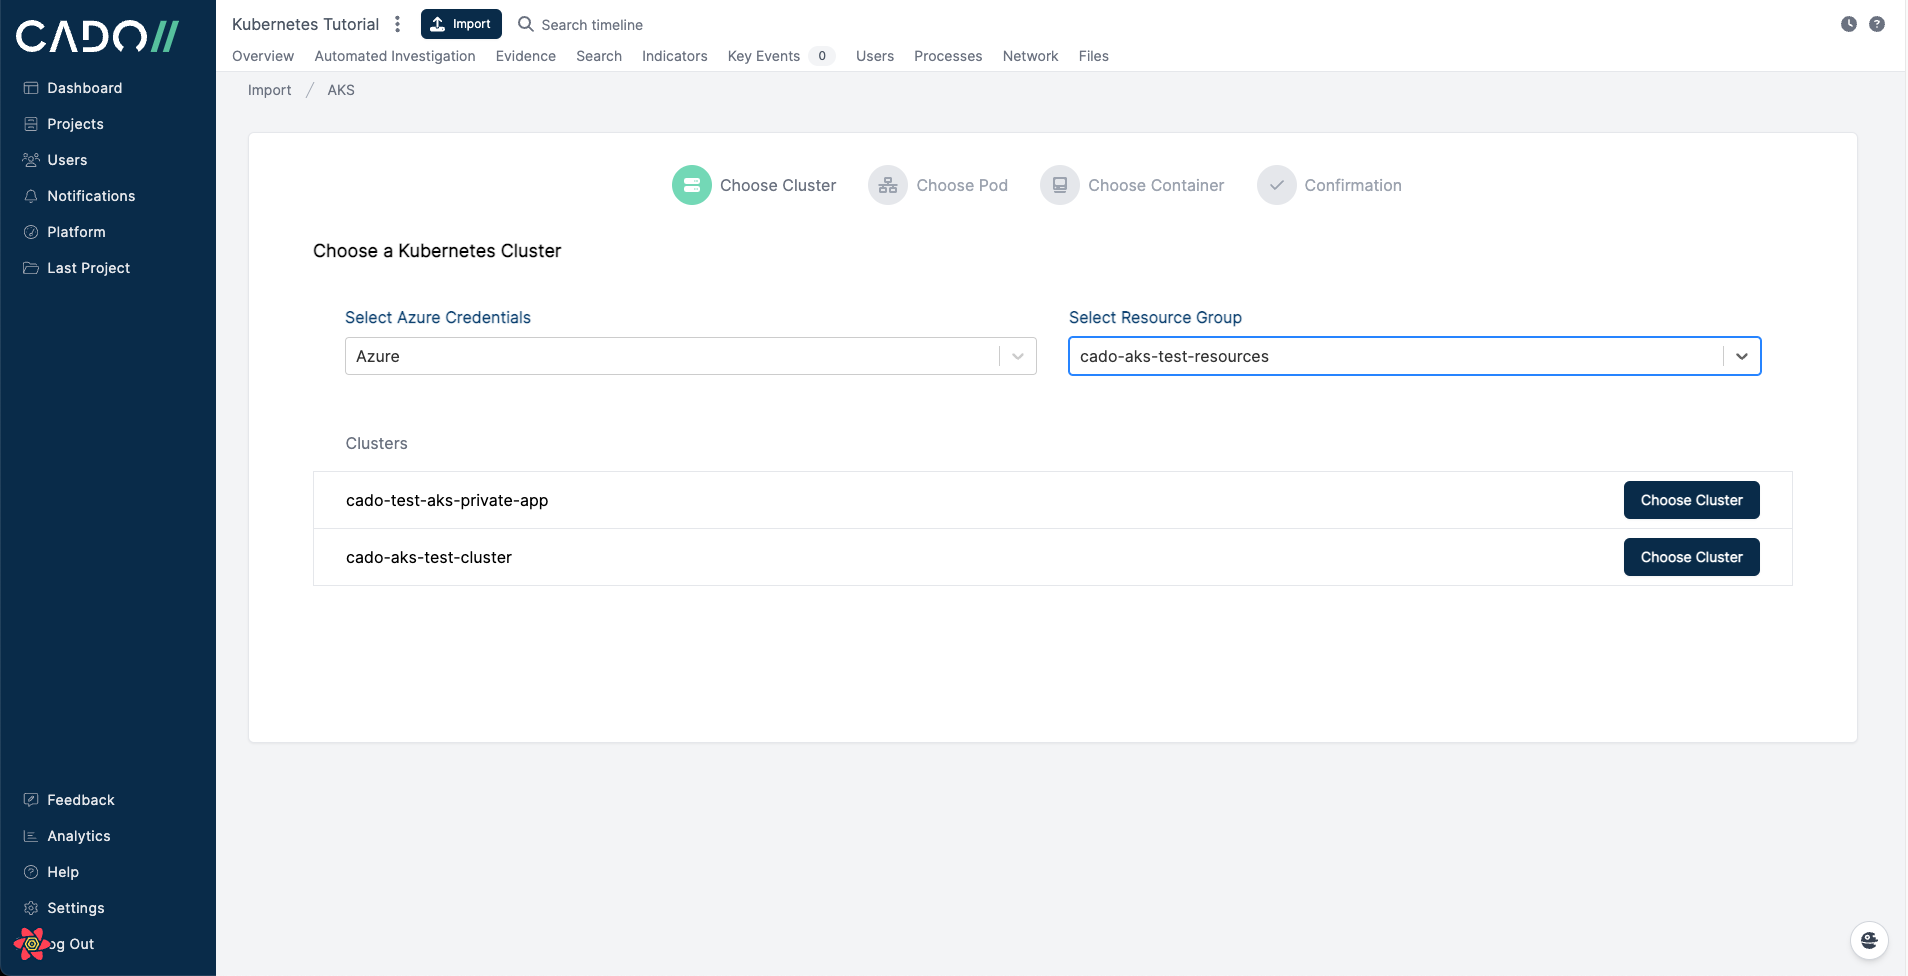 CADO//
Dashboard
Projects
Users
Notifications
Platform
Last Project
Feedback
Analytics
Help
Settings
og Out
Kubernetes Tutorial
Import
Search timeline
Overview
Automated Investigation
Evidence
Search
Indicators
Key Events 0
Users
Processes
Network
Files
Import / AKS
Choose Cluster
Choose Pod
Choose Container
Confirmation
Choose a Kubernetes Cluster
Select Azure Credentials
Azure
Select Resource Group
cado-aks-test-resources
Clusters
cado-test-aks-private-app
Choose Cluster
cado-aks-test-cluster
Choose Cluster